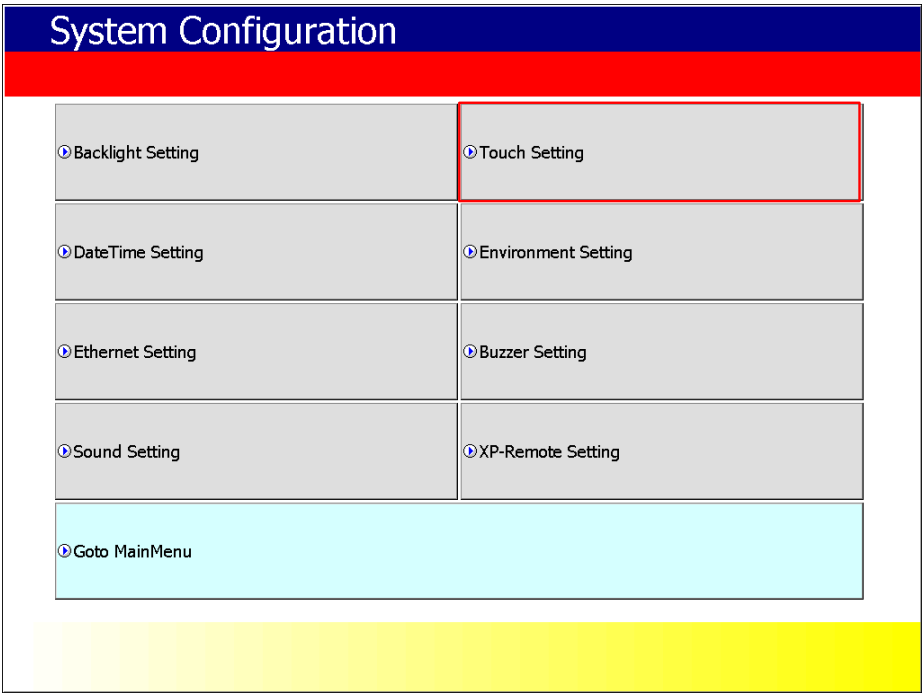 System Configuration
Backlight Setting
Touch Setting
DateTime Setting
Environment Setting
Ethernet Setting
Buzzer Setting
Sound Setting
XP-Remote Setting
Goto MainMenu